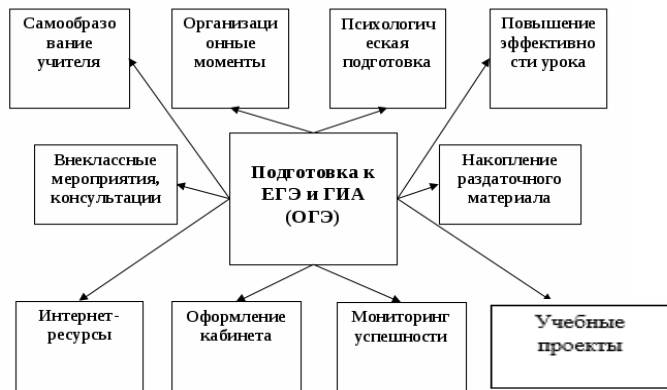 Самообразо
вание
учителя
Организаци
онные
моменты
Психологич
еская
подготовка
Повышение
эффективно
сти урока
Внеклассные
мероприятия,
консультации
Подготовка к
ЕГЭ и ГИА
(ОГЭ)
Накопление
раздаточного
материала
Интернет-
ресурсы
Оформление
кабинета
Мониторинг
успешности
Учебные
проекты